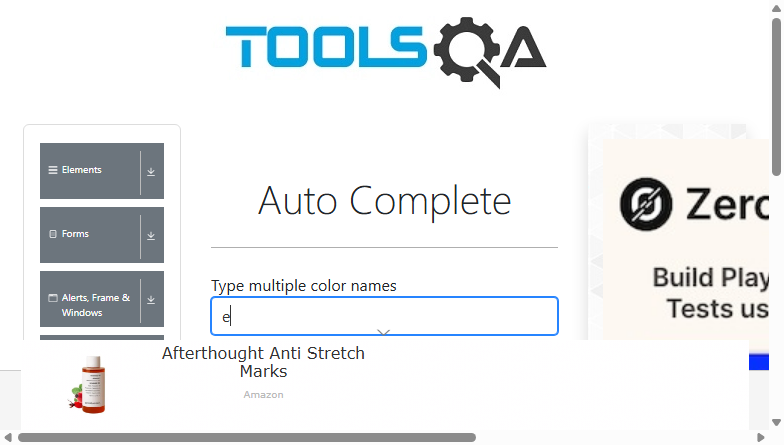 TOOLSQA
Elements
Forms
Alerts, Frame &
Windows
Auto Complete
Type multiple color names
e
Build Play
Tests us
Afterthought Anti Stretch
Marks
Amazon